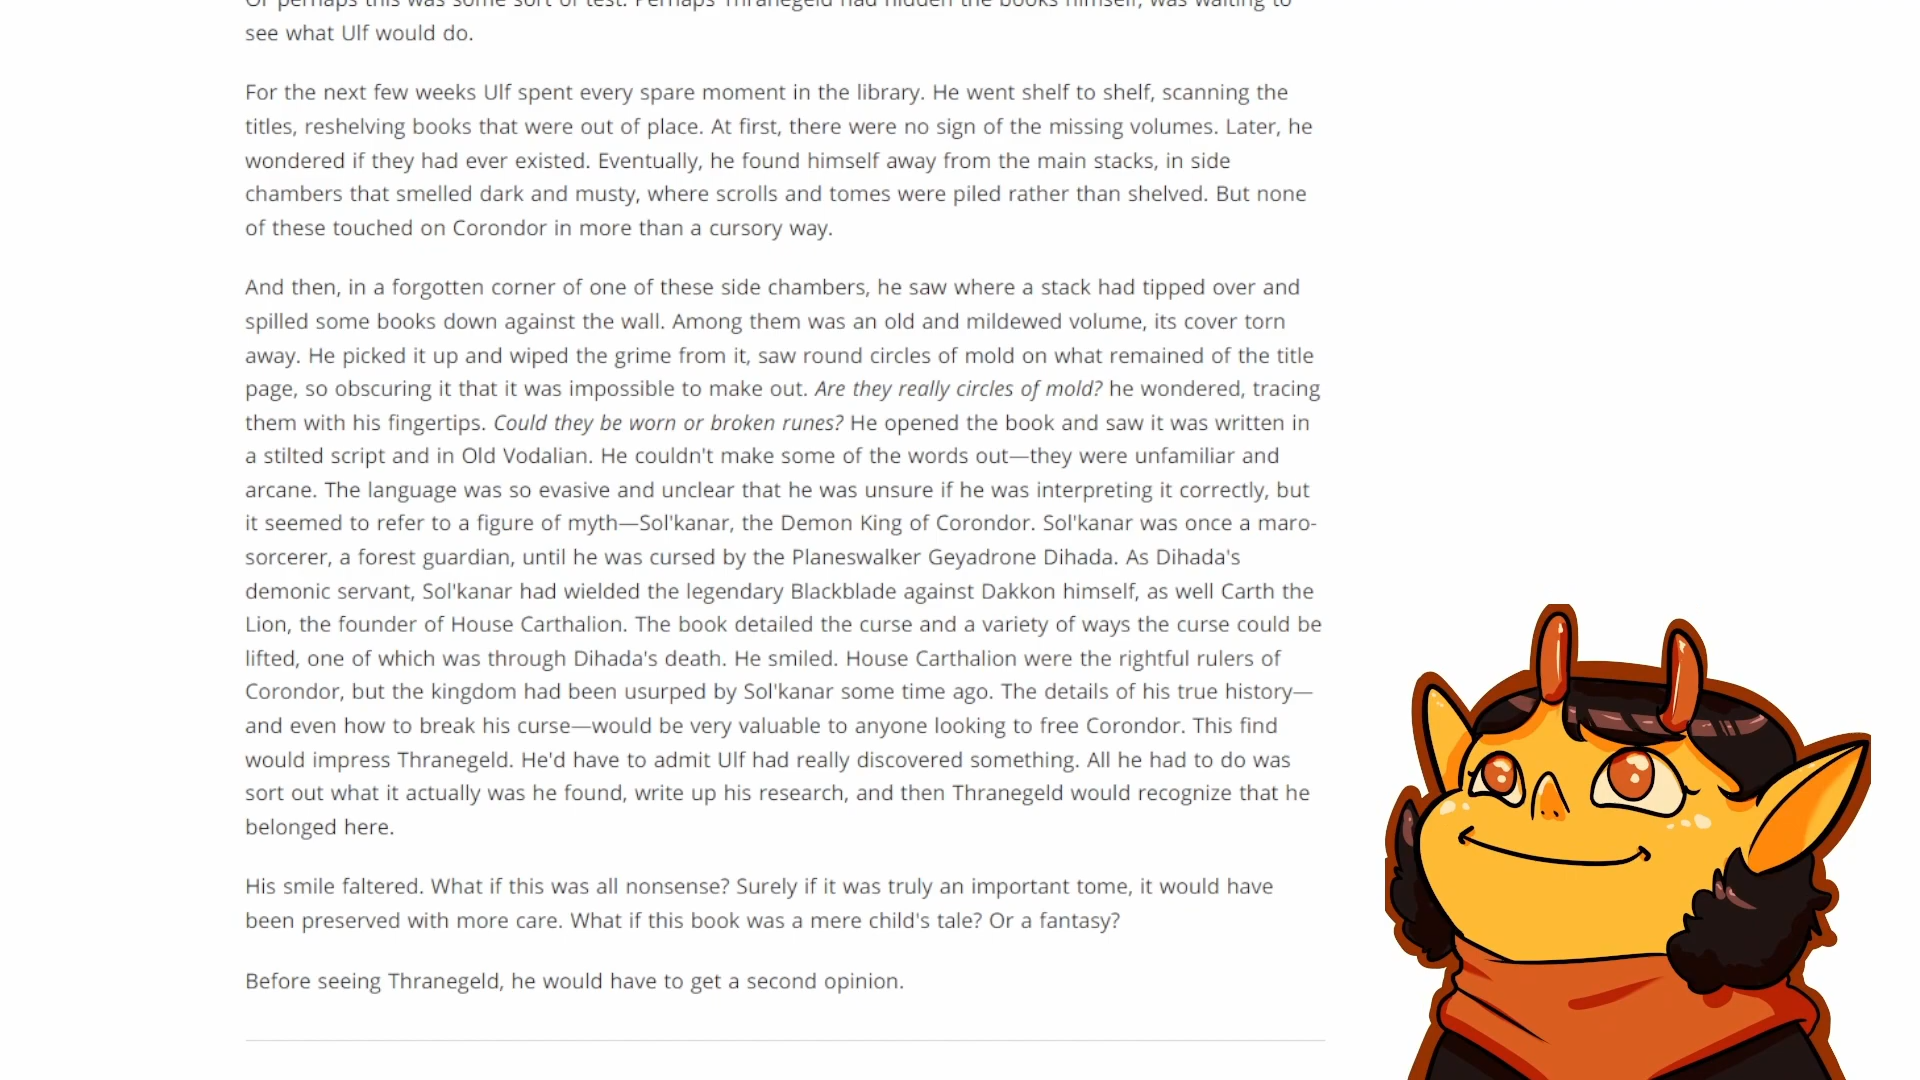 Or perhaps this was some sort of test. Perhaps Thranegeld had hidden the books himself, was waiting to
see what Ulf would do.
For the next few weeks Ulf spent every spare moment in the library. He went shelf to shelf, scanning the
titles, reshelving books that were out of place. At first, there were no sign of the missing volumes. Later, he
wondered if they had ever existed. Eventually, he found himself away from the main stacks, in side
chambers that smelled dark and musty, where scrolls and tomes were piled rather than shelved. But none
of these touched on Corondor in more than a cursory way.
And then, in a forgotten corner of one of these side chambers, he saw where a stack had tipped over and
spilled some books down against the wall. Among them was an old and mildewed volume, its cover torn
away. He picked it up and wiped the grime from it, saw round circles of mold on what remained of the title
page, so obscuring it that it was impossible to make out. Are they really circles of mold? he wondered, tracing
them with his fingertips. Could they be worn or broken runes? He opened the book and saw it was written in
a stilted script and in Old Vodalian. He couldn't make some of the words out—they were unfamiliar and
arcane. The language was so evasive and unclear that he was unsure if he was interpreting it correctly, but
it seemed to refer to a figure of myth—Sol'kanar, the Demon King of Corondor. Sol'kanar was once a maro-
sorcerer, a forest guardian, until he was cursed by the Planeswalker Geyadrone Dihada. As Dihada's
demonic servant, Sol'kanar had wielded the legendary Blackblade against Dakkon himself, as well Carth the
Lion, the founder of House Carthalion. The book detailed the curse and a variety of ways the curse could be
lifted, one of which was through Dihada's death. He smiled. House Carthalion were the rightful rulers of
Corondor, but the kingdom had been usurped by Sol'kanar some time ago. The details of his true history—
and even how to break his curse—would be very valuable to anyone looking to free Corondor. This find
would impress Thranegeld. He'd have to admit Ulf had really discovered something. All he had to do was
sort out what it actually was he found, write up his research, and then Thranegeld would recognize that he
belonged here.
His smile faltered. What if this was all nonsense? Surely if it was truly an important tome, it would have
been preserved with more care. What if this book was a mere child's tale? Or a fantasy?
Before seeing Thranegeld, he would have to get a second opinion.